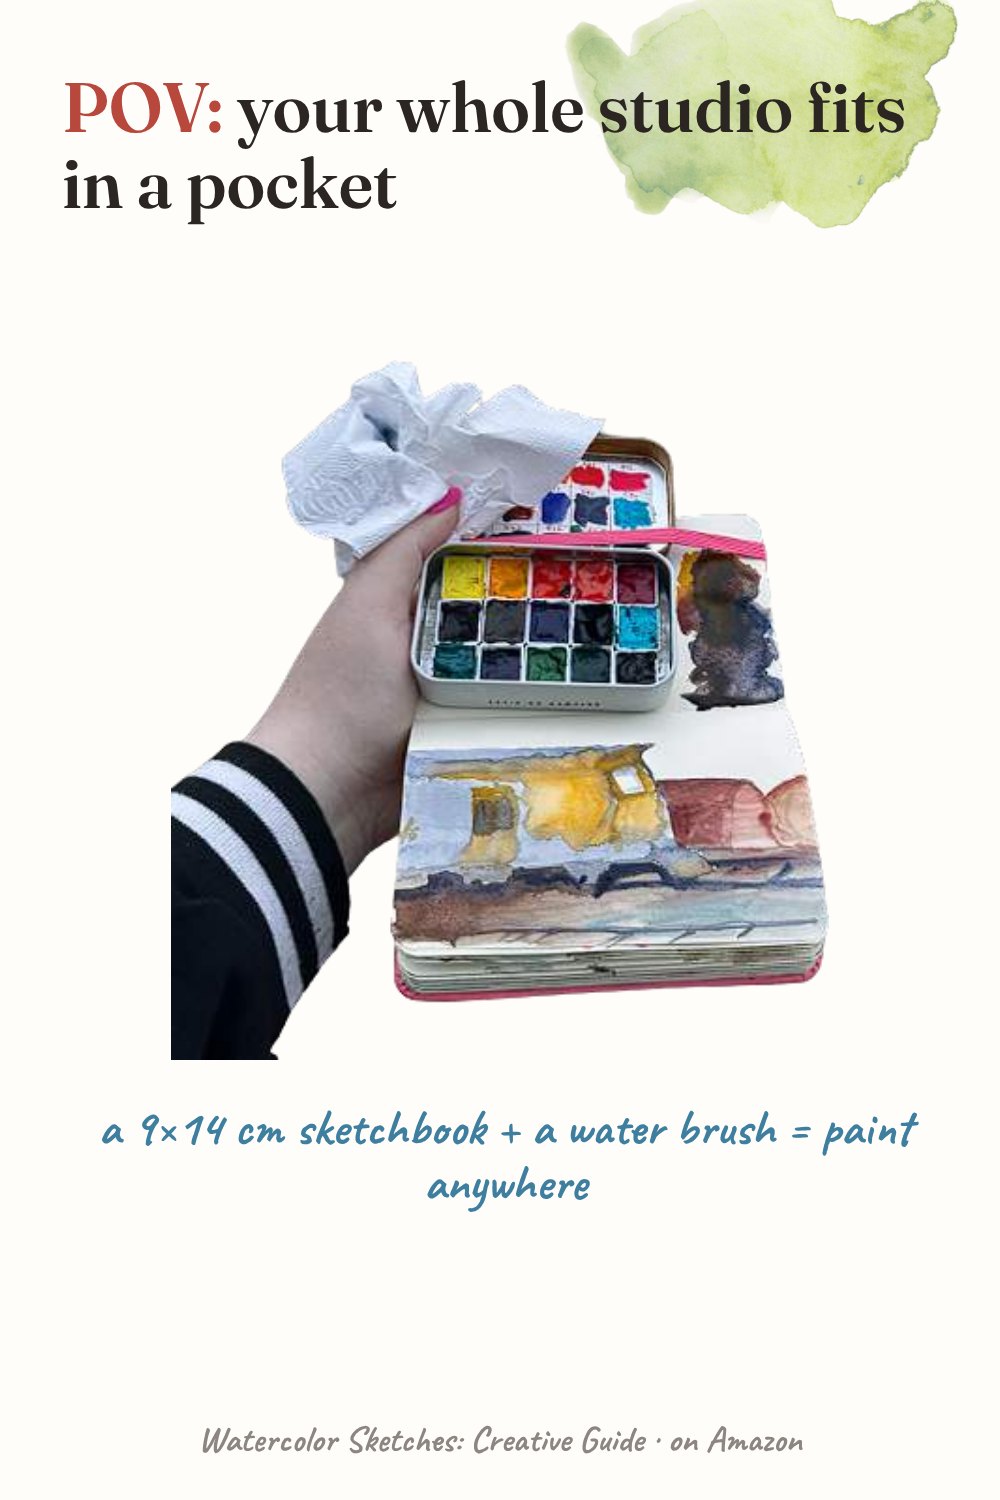 POV: your whole studio fits
in a pocket
a 9×14 cm sketchbook + a water brush = paint
anywhere
Watercolor Sketches: Creative Guide · on Amazon